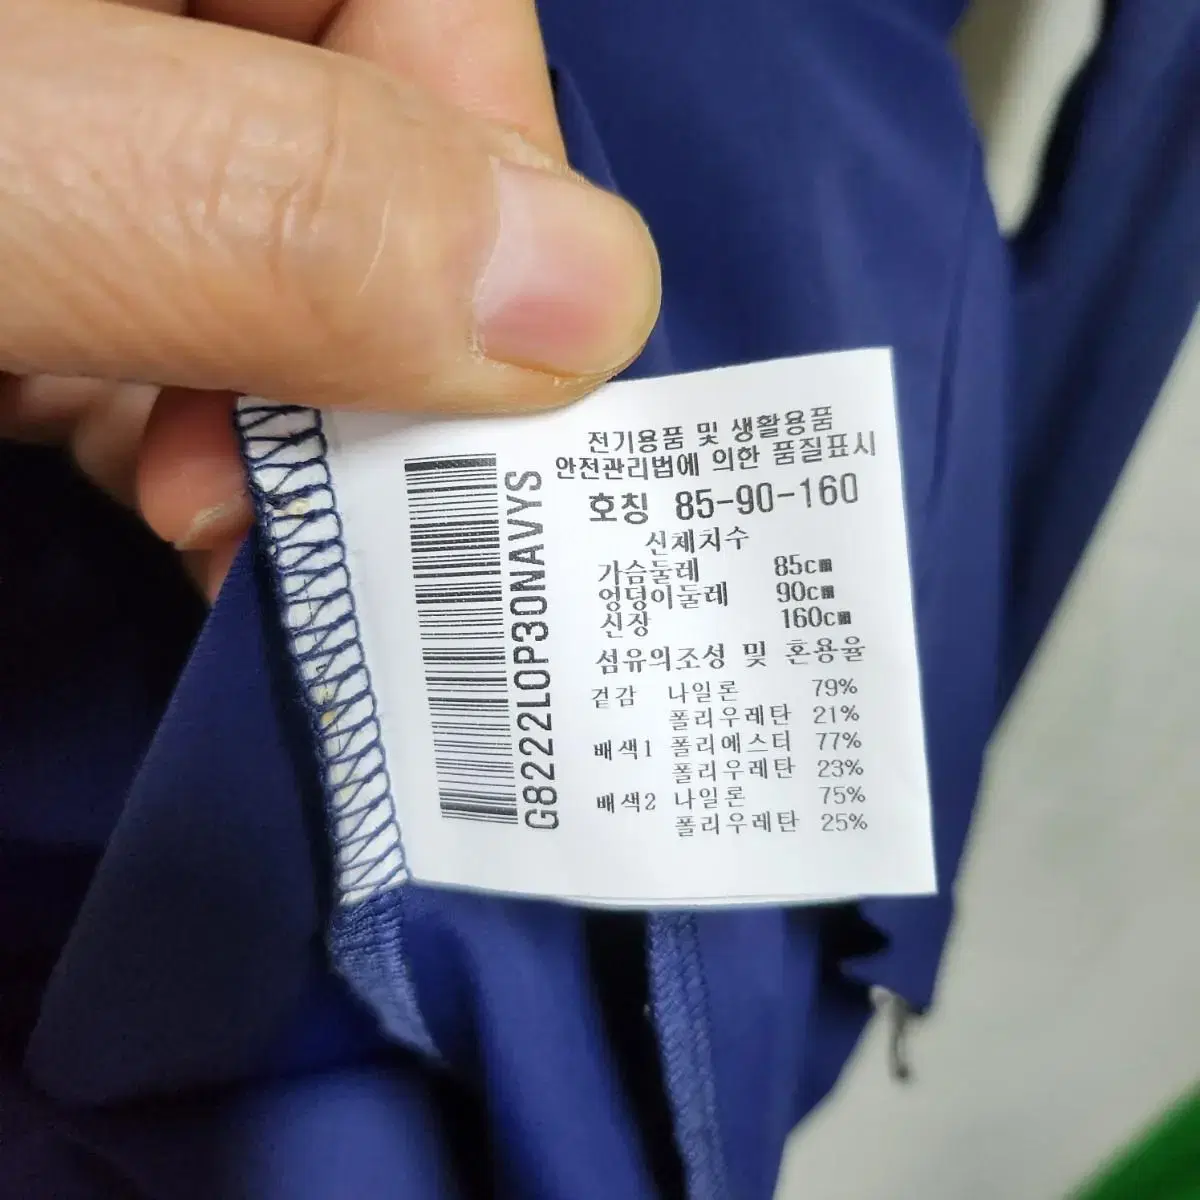 전기용품 및 생활용품
안전관리법에 의한 품질표시
호칭 85-90-160
신체치수
가슴둘레 85cm
엉덩이둘레 90cm
신장 160cm
섬유의조성 및 혼용율
겉감 나일론 79%
폴리우레탄 21%
배색1 폴리에스터 77%
폴리우레탄 23%
배색2 나일론 75%
폴리우레탄 25%
G8222LOP30NAVYS